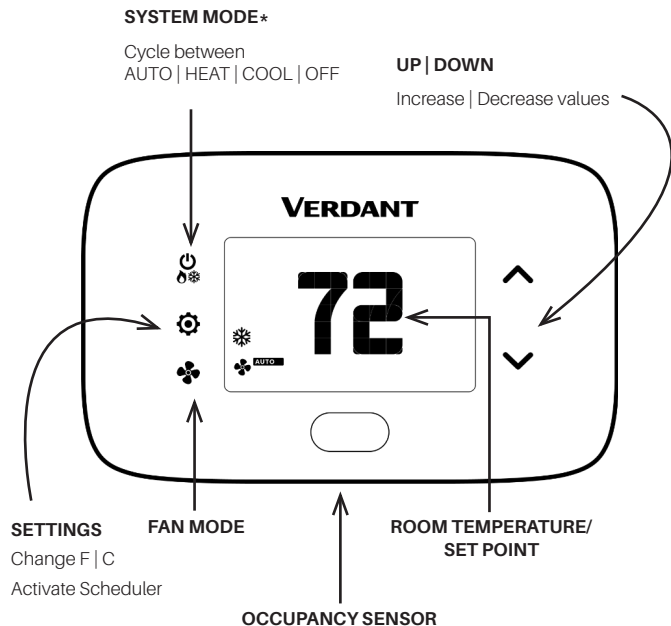 SYSTEM MODE*
Cycle between
AUTO | HEAT | COOL | OFF
UP | DOWN
Increase | Decrease values
VERDANT
72
AUTO
SETTINGS
Change F | C
Activate Scheduler
FAN MODE
ROOM TEMPERATURE/
SET POINT
OCCUPANCY SENSOR